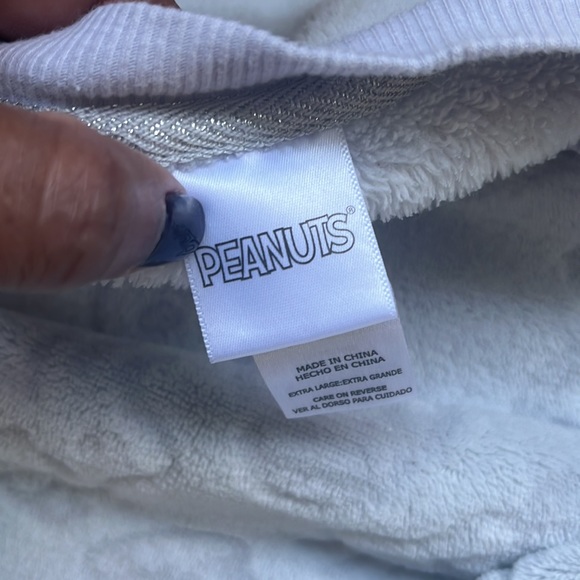 PEANUTS®
MADE IN CHINA
HECHO EN CHINA
EXTRA LARGE:EXTRA GRANDE
CARE ON REVERSE
VER AL DORSO PARA CUIDADO